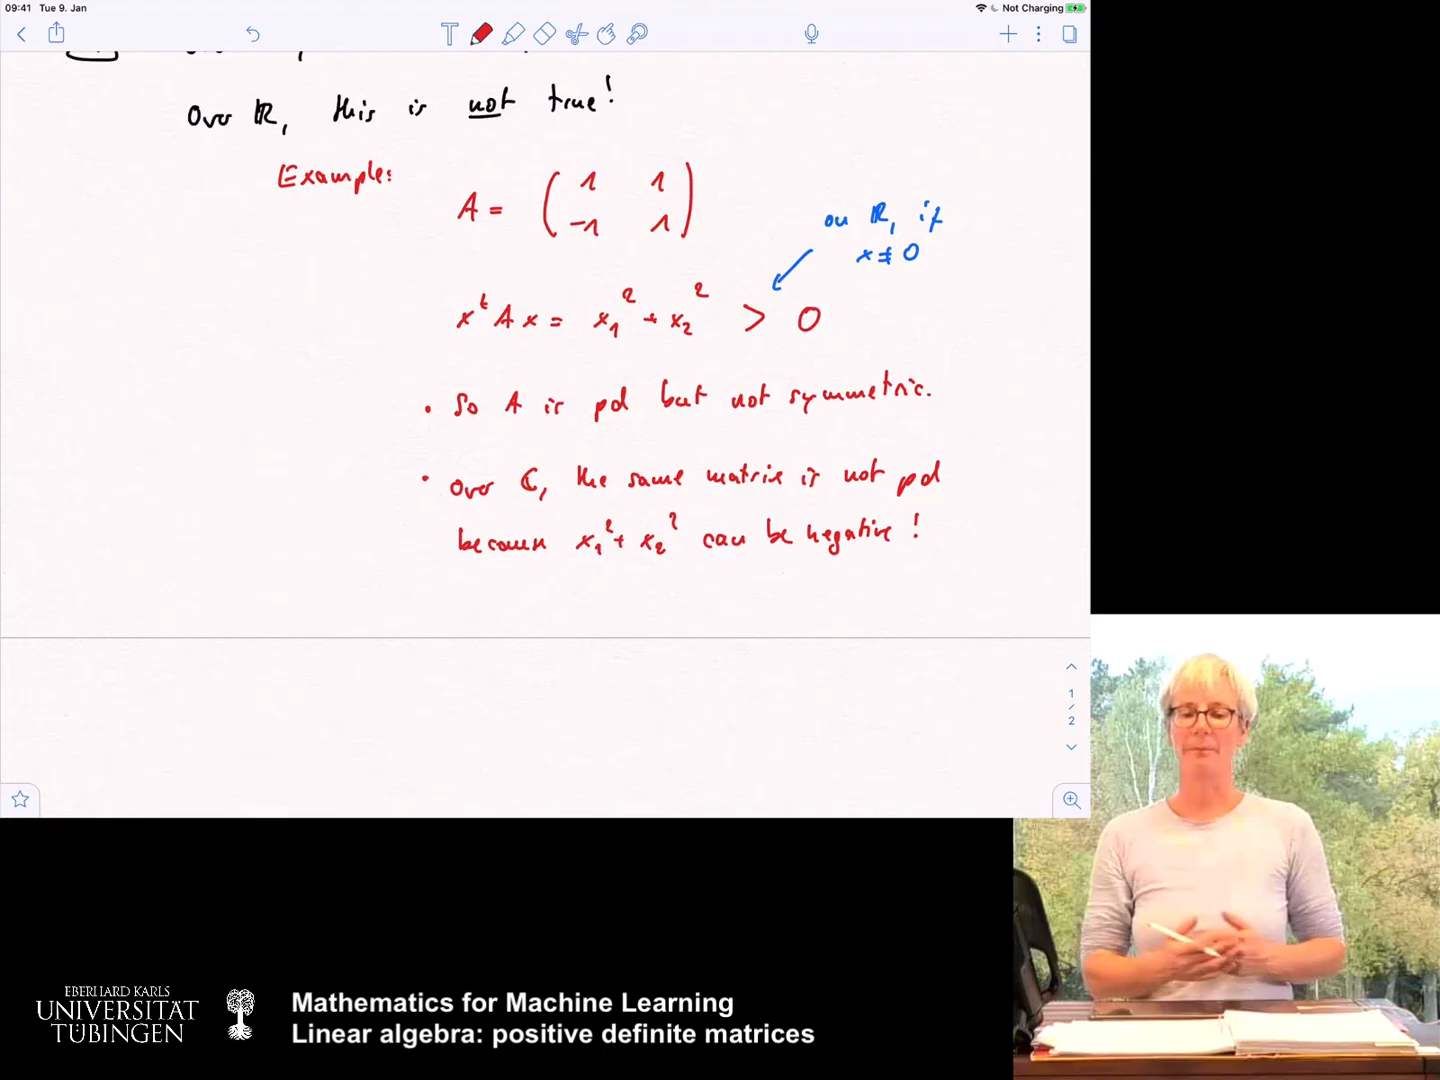 09:41 Tue 9. Jan
Not Charging
Over ℝ, this is not true!
Example:
A = ( 1 1
-1 1 )
on ℝ, if
x ≠ 0
xᵗ A x = x₁² + x₂² > 0
• So A is pd but not symmetric.
• Over ℂ, the same matrix is not pd
because x₁² + x₂² can be negative!
1
/
2
EBERHARD KARLS
UNIVERSITÄT
TÜBINGEN
Mathematics for Machine Learning
Linear algebra: positive definite matrices